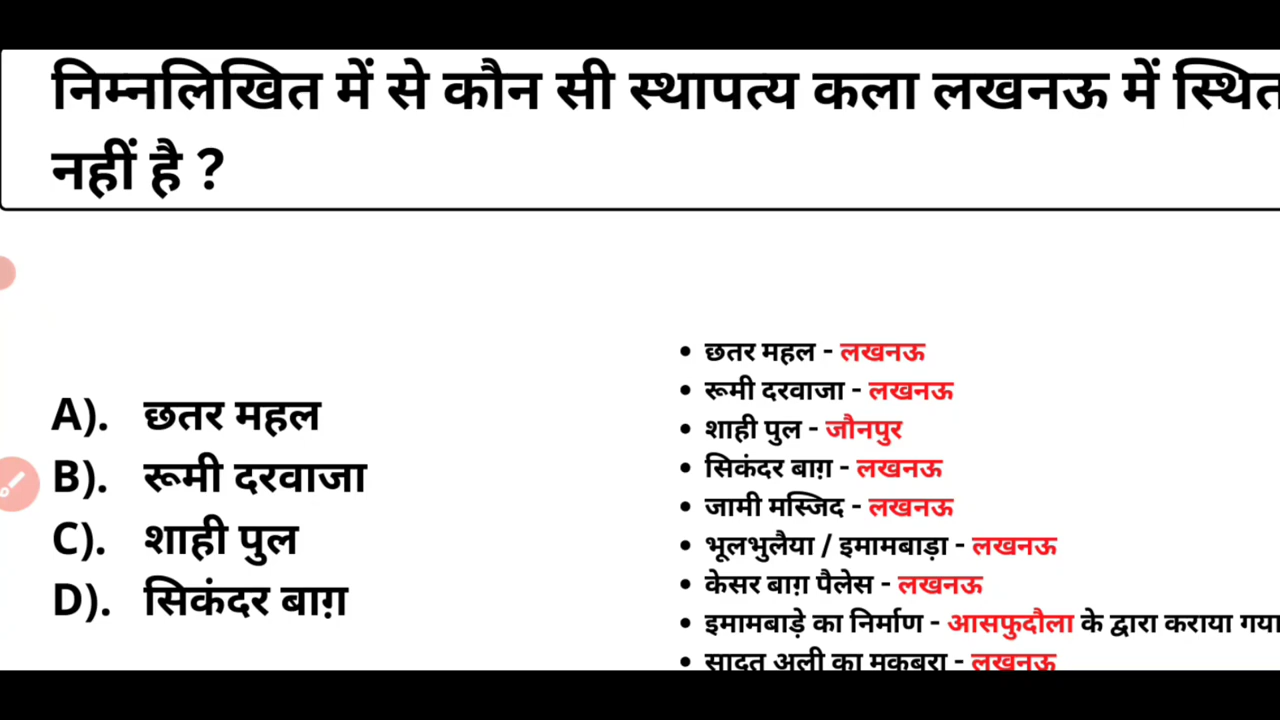 निम्नलिखित में से कौन सी स्थापत्य कला लखनऊ में स्थित
नहीं है ?
A). छतर महल
B). रूमी दरवाजा
C). शाही पुल
D). सिकंदर बाग़
• छतर महल - लखनऊ
• रूमी दरवाजा - लखनऊ
• शाही पुल - जौनपुर
• सिकंदर बाग़ - लखनऊ
• जामी मस्जिद - लखनऊ
• भूलभुलैया / इमामबाड़ा - लखनऊ
• केसर बाग़ पैलेस - लखनऊ
• इमामबाड़े का निर्माण - आसफुदौला के द्वारा कराया गया
• सादत अली का मकबरा - लखनऊ